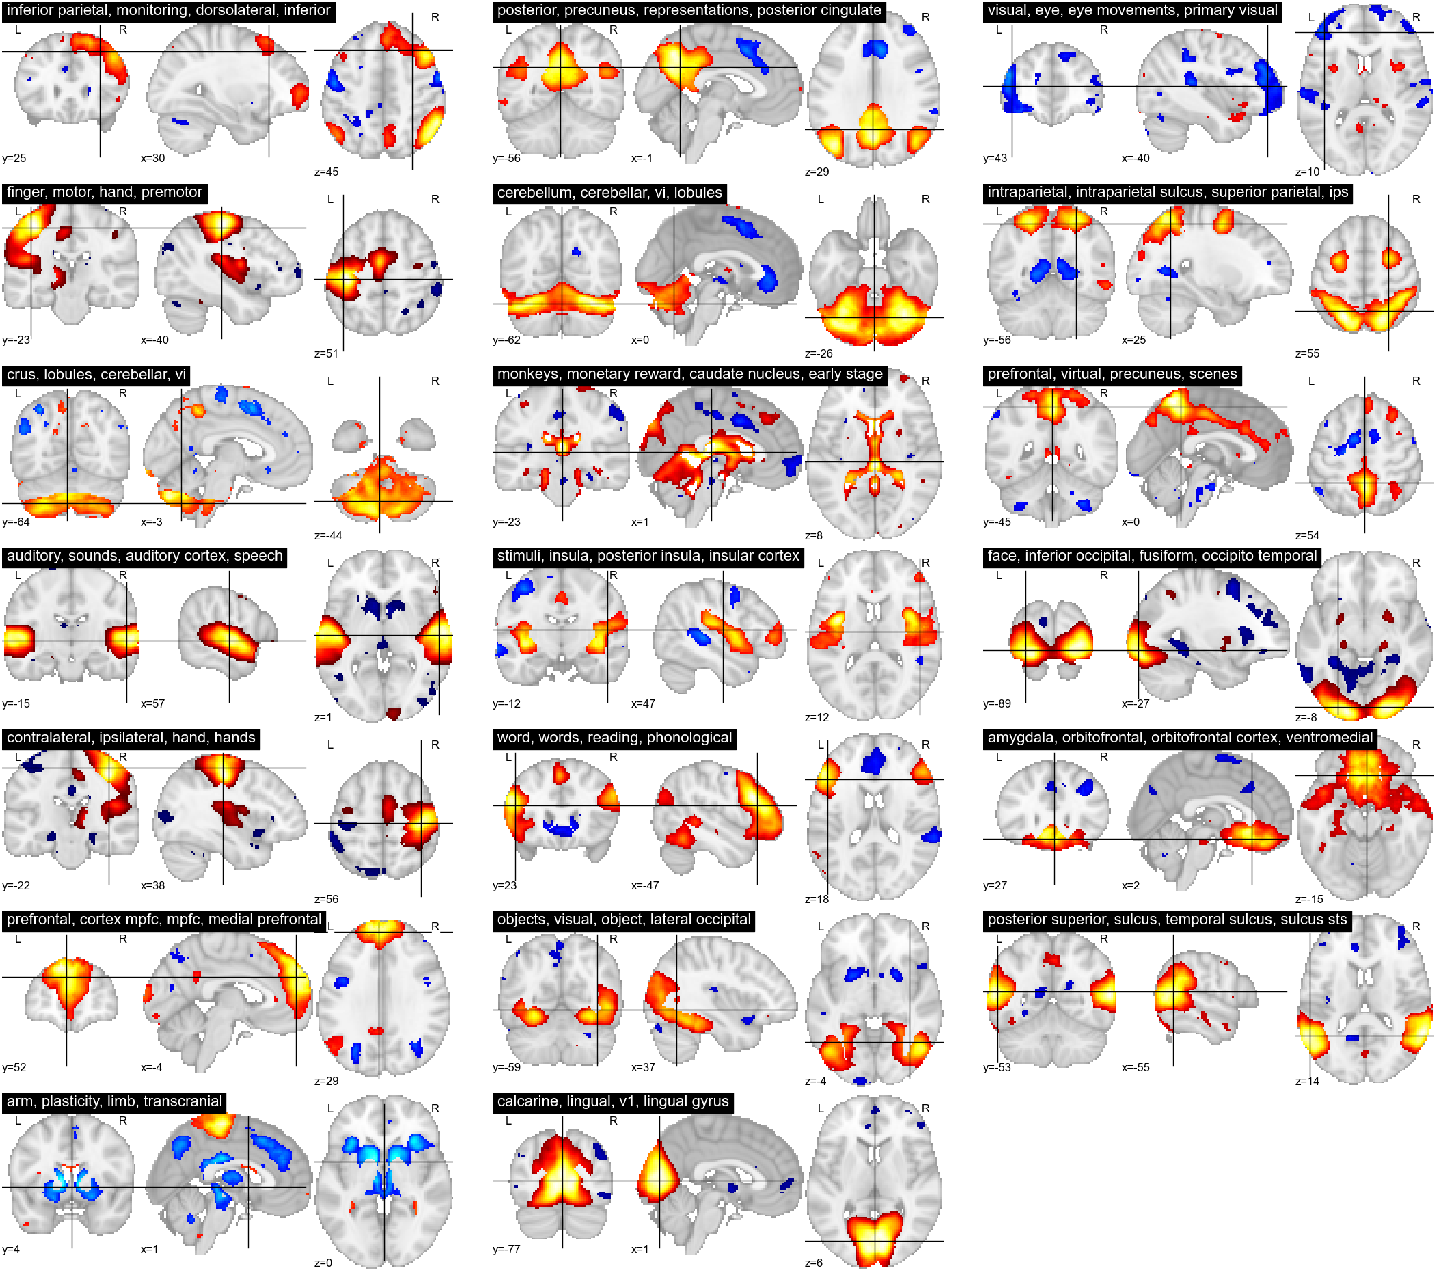 inferior parietal, monitoring, dorsolateral, inferior
L R
y=25 x=30 z=45
posterior, precuneus, representations, posterior cingulate
L R
y=-56 x=-1 z=29
visual, eye, eye movements, primary visual
L R
y=43 x=-40 z=10
finger, motor, hand, premotor
L R L R
y=-23 x=-40 z=51
cerebellum, cerebellar, vi, lobules
L R L R
y=-62 x=0 z=-26
intraparietal, intraparietal sulcus, superior parietal, ips
L R
y=-56 x=25 z=55
crus, lobules, cerebellar, vi
L R L R
y=-64 x=-3 z=-44
monkeys, monetary reward, caudate nucleus, early stage
L R
y=-23 x=1 z=8
prefrontal, virtual, precuneus, scenes
L R L R
y=-45 x=0 z=54
auditory, sounds, auditory cortex, speech
L R L R
y=-15 x=57 z=1
stimuli, insula, posterior insula, insular cortex
L R R
y=-12 x=47 z=12
face, inferior occipital, fusiform, occipito temporal
L R R
y=-89 x=-27 z=-8
contralateral, ipsilateral, hand, hands
L R L R
y=-22 x=38 z=56
word, words, reading, phonological
L R L R
y=23 x=-47 z=18
amygdala, orbitofrontal, orbitofrontal cortex, ventromedial
L R R
y=27 x=2 z=-15
prefrontal, cortex mpfc, mpfc, medial prefrontal
L R R
y=52 x=-4 z=29
objects, visual, object, lateral occipital
L R L R
y=-59 x=37 z=-4
posterior superior, sulcus, temporal sulcus, sulcus sts
L R R
y=-53 x=-55 z=14
arm, plasticity, limb, transcranial
L R L R
y=4 x=1 z=0
calcarine, lingual, v1, lingual gyrus
L R L R
y=-77 x=1 z=6